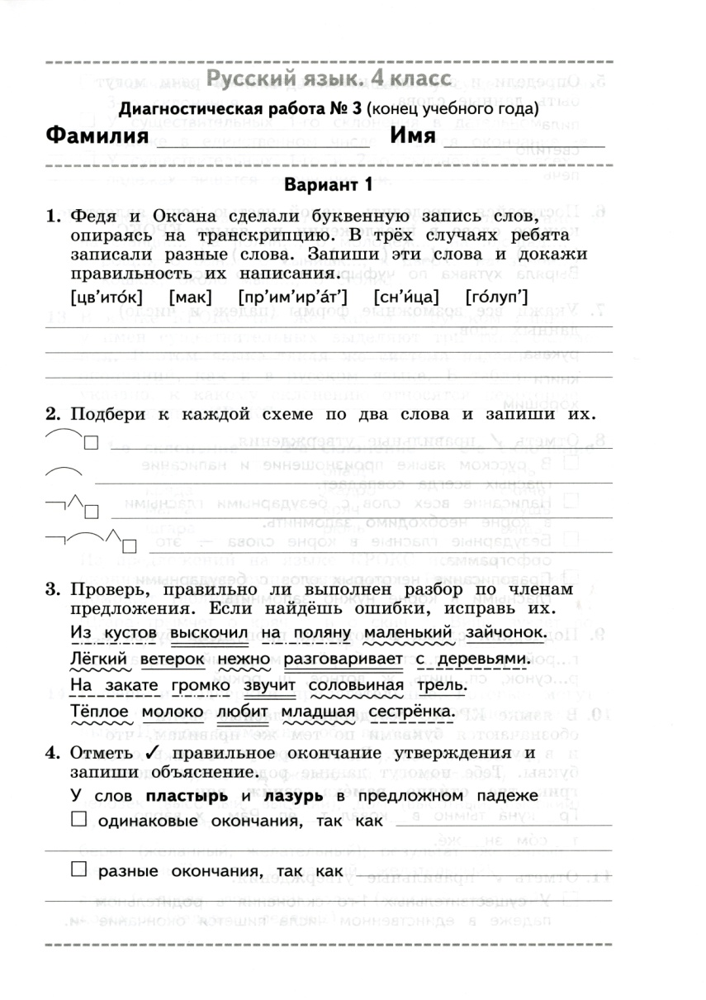 Русский язык. 4 класс
Диагностическая работа № 3 (конец учебного года)
Фамилия Имя
Вариант 1
1. Федя и Оксана сделали буквенную запись слов,
опираясь на транскрипцию. В трёх случаях ребята
записали разные слова. Запиши эти слова и докажи
правильность их написания.
[цв’ито́к] [мак] [пр’им’ир’а́т’] [сн’и́ца] [го́луп’]
2. Подбери к каждой схеме по два слова и запиши их.
3. Проверь, правильно ли выполнен разбор по членам
предложения. Если найдёшь ошибки, исправь их.
Из кустов выскочил на поляну маленький зайчонок.
Лёгкий ветерок нежно разговаривает с деревьями.
На закате громко звучит соловьиная трель.
Тёплое молоко любит младшая сестрёнка.
4. Отметь ✓ правильное окончание утверждения и
запиши объяснение.
У слов пластырь и лазурь в предложном падеже
одинаковые окончания, так как
разные окончания, так как